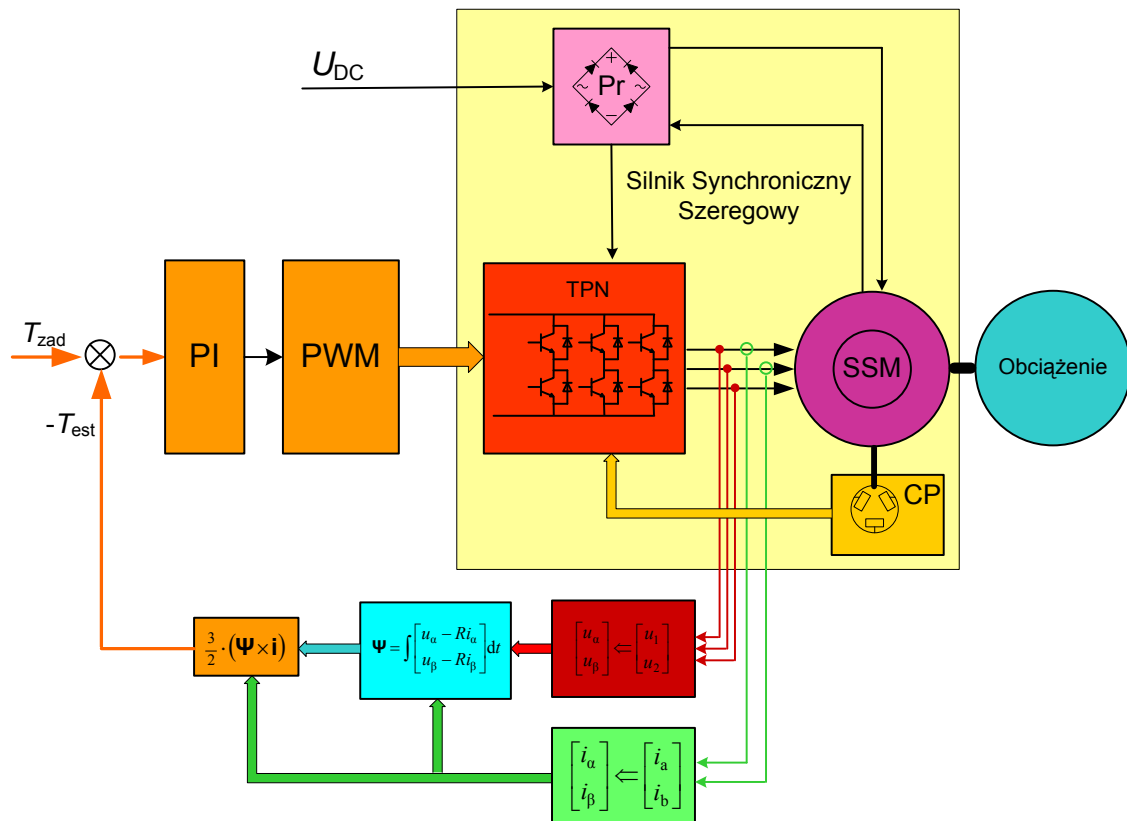 U_DC
Pr
Silnik Synchroniczny
Szeregowy
TPN
T_zad
PI
PWM
SSM
Obciążenie
-T_est
CP
3/2 · (Ψ × i)
Ψ = ∫ [u_α − Ri_α
u_β − Ri_β] dt
[u_α
u_β] ⇐ [u_1
u_2]
[i_α
i_β] ⇐ [i_a
i_b]